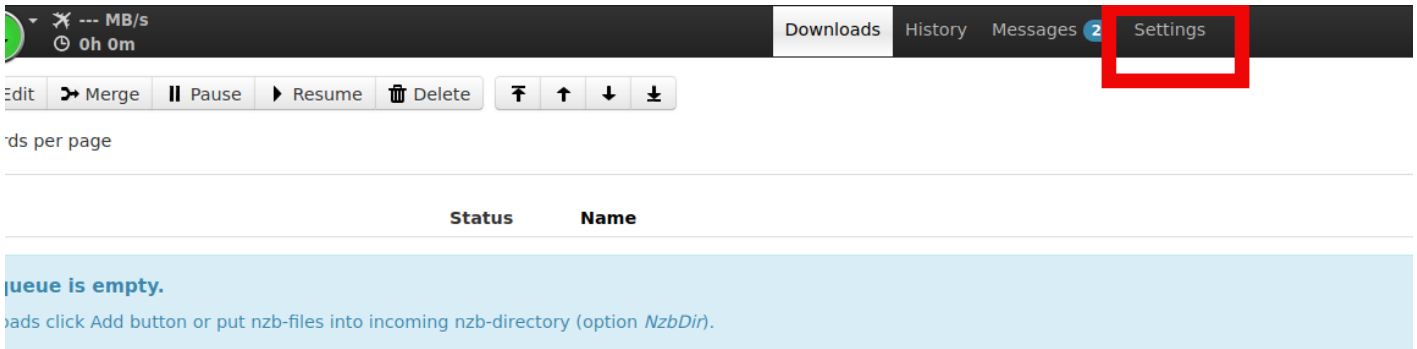 --- MB/s
0h 0m
Downloads History Messages 2 Settings
Edit Merge Pause Resume Delete
rds per page
Status Name
queue is empty.
oads click Add button or put nzb-files into incoming nzb-directory (option NzbDir).